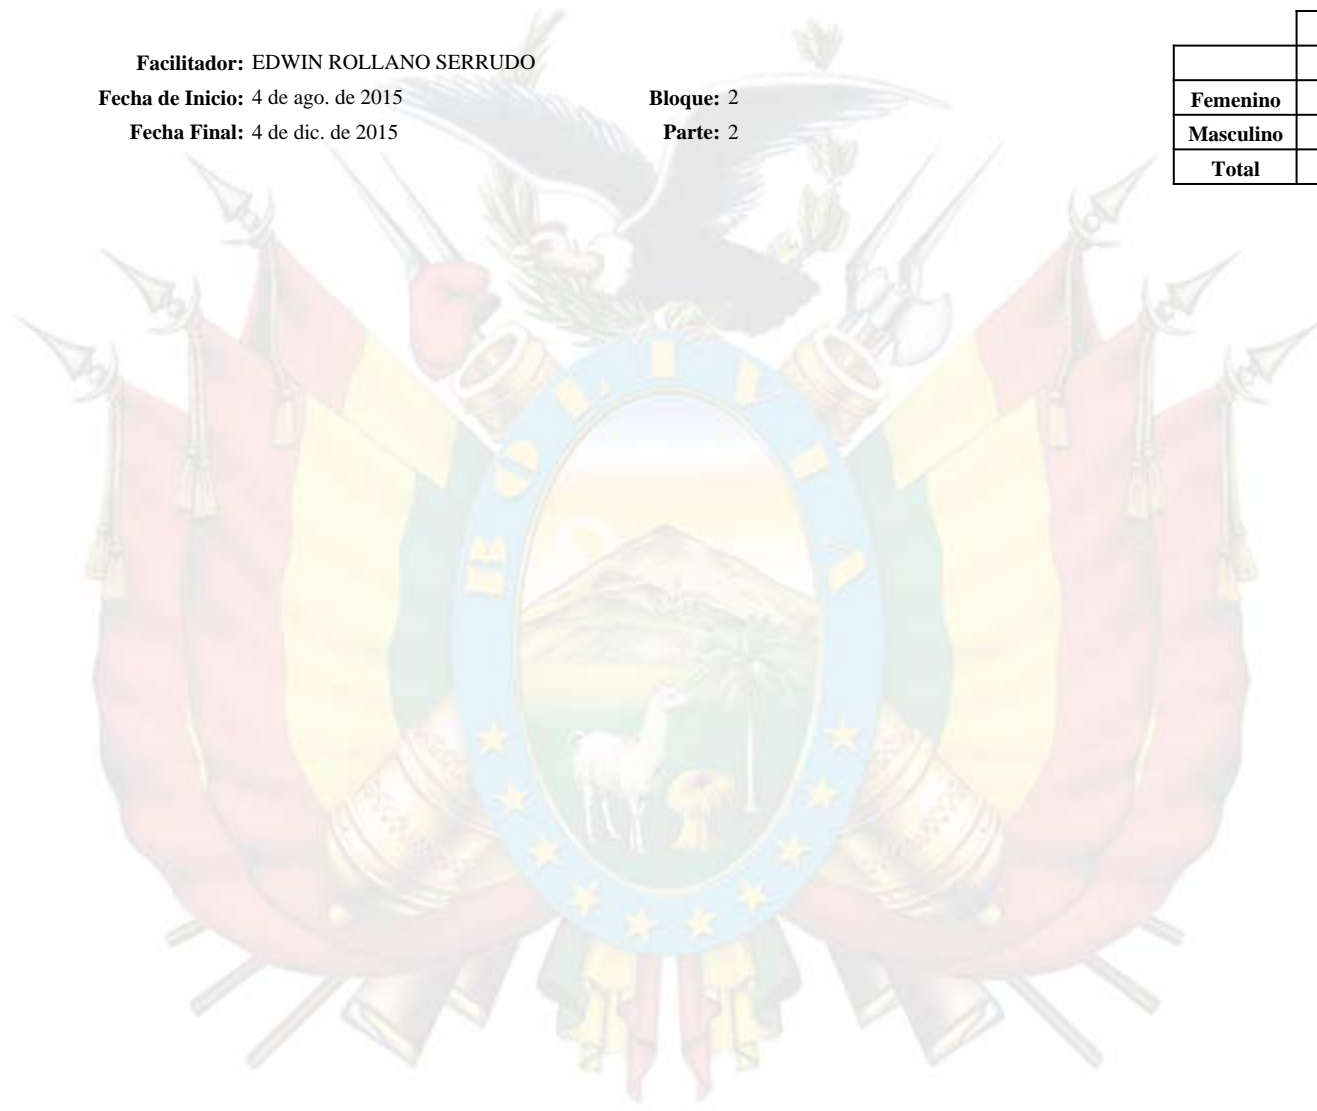 Facilitador: EDWIN ROLLANO SERRUDO
Fecha de Inicio: 4 de ago. de 2015 Bloque: 2
Fecha Final: 4 de dic. de 2015 Parte: 2
Femenino
Masculino
Total
BOLIVIA